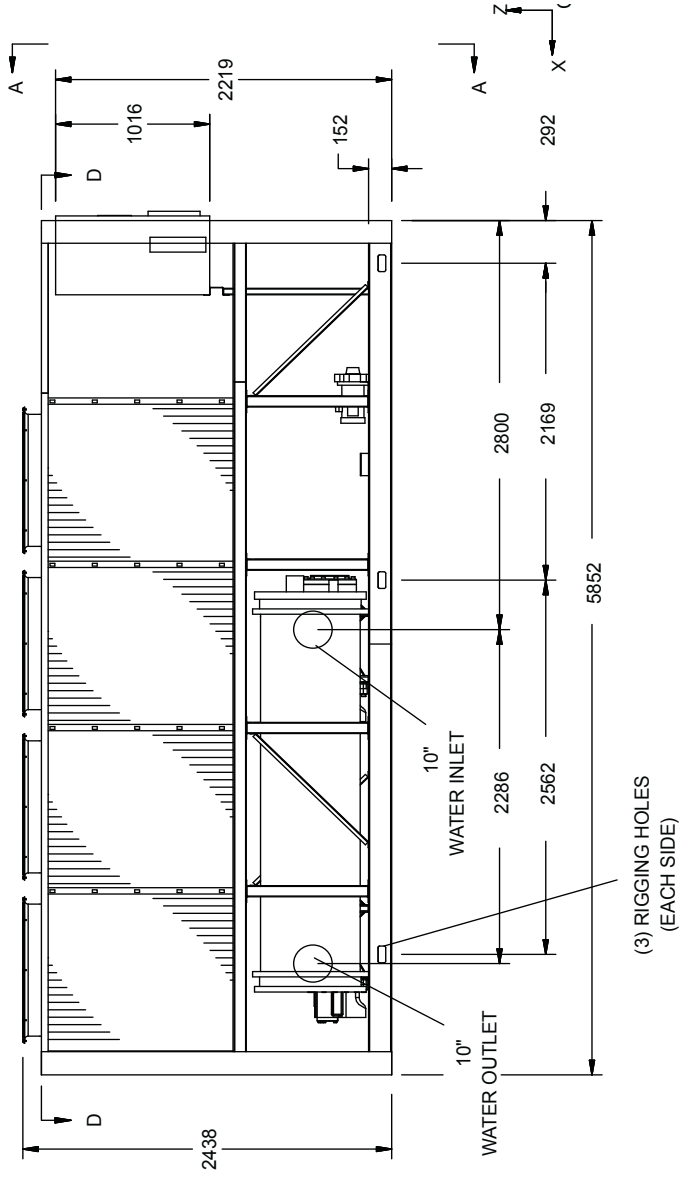 Z
X
A
A
2219
1016
152
292
D
D
2438
2800
2169
5852
10"
WATER INLET
2286
2562
10"
WATER OUTLET
(3) RIGGING HOLES
(EACH SIDE)